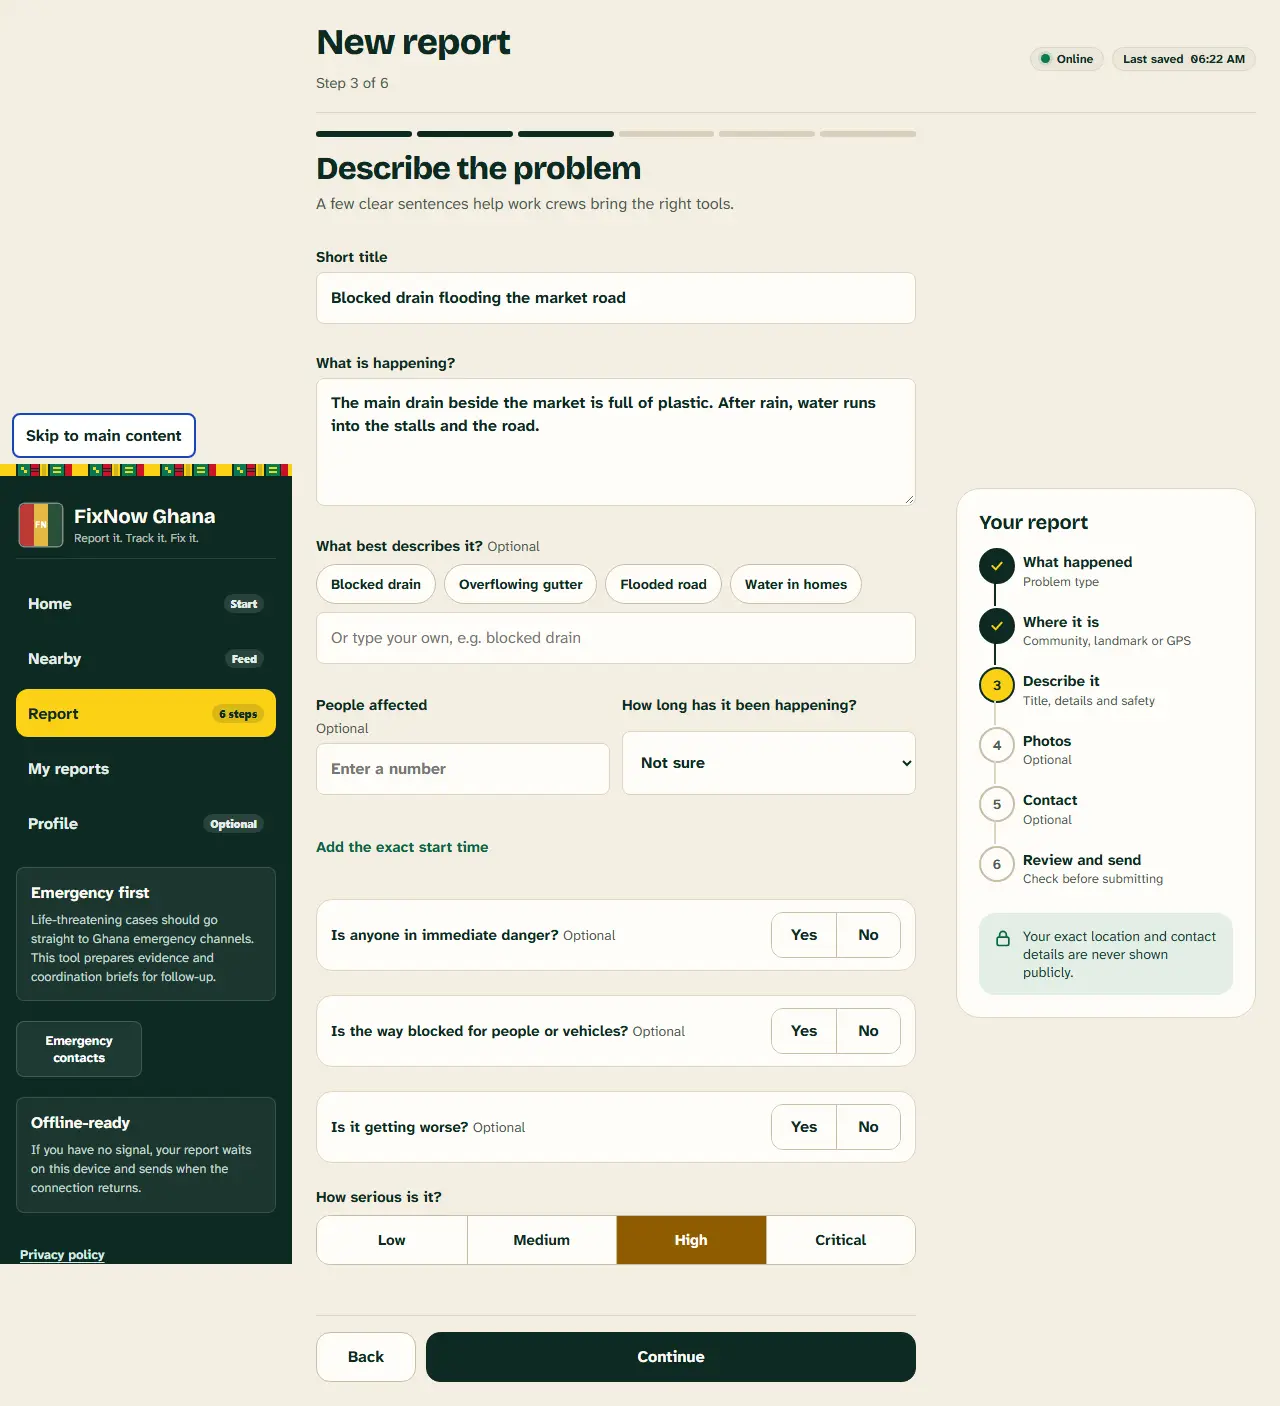 New report
Step 3 of 6
Online
Last saved 06:22 AM
Describe the problem
A few clear sentences help work crews bring the right tools.
Short title
Blocked drain flooding the market road
What is happening?
The main drain beside the market is full of plastic. After rain, water runs
into the stalls and the road.
What best describes it? Optional
Blocked drain
Overflowing gutter
Flooded road
Water in homes
Or type your own, e.g. blocked drain
People affected
Optional
Enter a number
How long has it been happening?
Not sure
Add the exact start time
Is anyone in immediate danger? Optional
Yes
No
Is the way blocked for people or vehicles? Optional
Yes
No
Is it getting worse? Optional
Yes
No
How serious is it?
Low
Medium
High
Critical
Back
Continue
Skip to main content
FN
FixNow Ghana
Report it. Track it. Fix it.
Home
Start
Nearby
Feed
Report
6 steps
My reports
Profile
Optional
Emergency first
Life-threatening cases should go
straight to Ghana emergency channels.
This tool prepares evidence and
coordination briefs for follow-up.
Emergency
contacts
Offline-ready
If you have no signal, your report waits
on this device and sends when the
connection returns.
Privacy policy
Your report
What happened
Problem type
Where it is
Community, landmark or GPS
3
Describe it
Title, details and safety
4
Photos
Optional
5
Contact
Optional
6
Review and send
Check before submitting
Your exact location and contact
details are never shown
publicly.